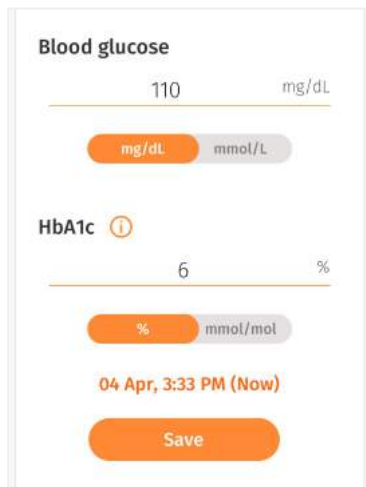 Blood glucose
110 mg/dL
mg/dL mmol/L
HbA1c i
6 %
% mmol/mol
04 Apr, 3:33 PM (Now)
Save